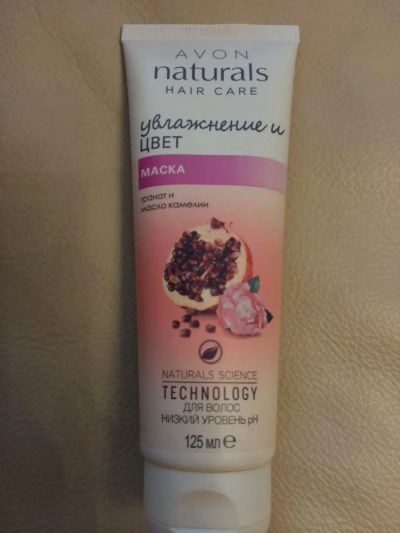 AVON
naturals
HAIR CARE
увлажнение и
ЦВЕТ
МАСКА
гранат и
масло камелии
NATURALS SCIENCE
TECHNOLOGY
ДЛЯ ВОЛОС
НИЗКИЙ УРОВЕНЬ pH
125 МЛ e